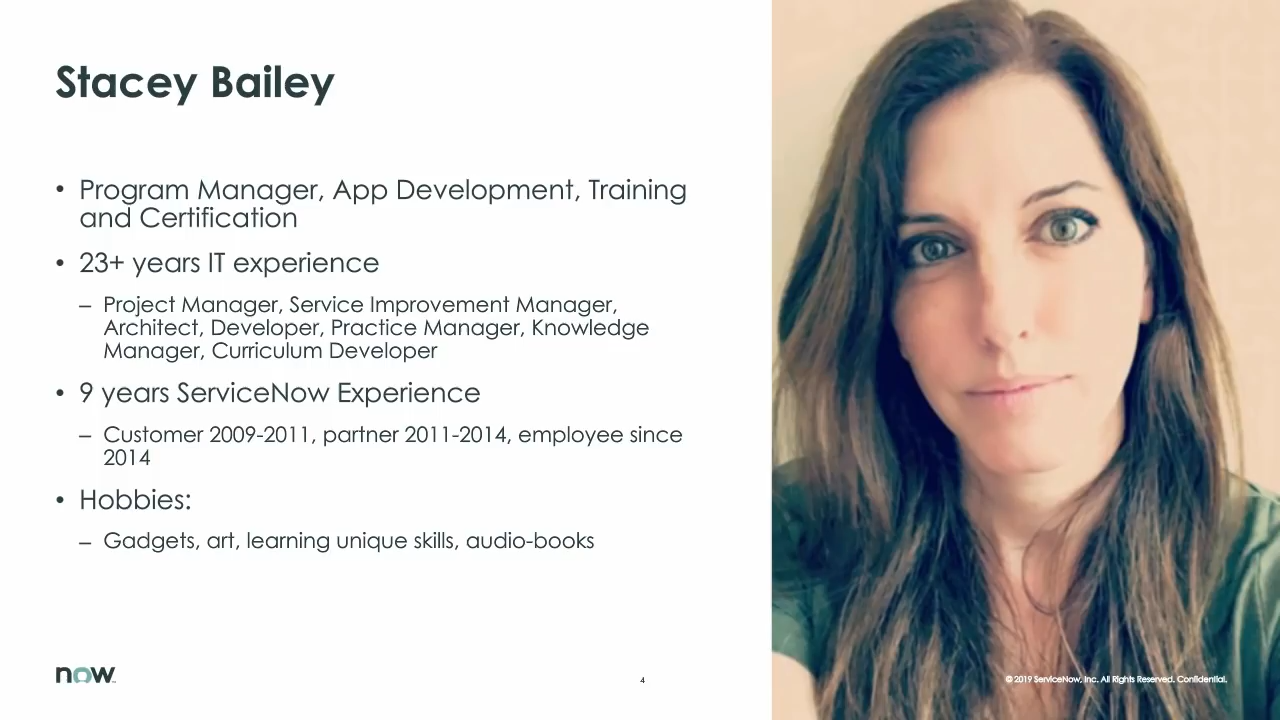 Stacey Bailey
• Program Manager, App Development, Training
and Certification
• 23+ years IT experience
– Project Manager, Service Improvement Manager,
Architect, Developer, Practice Manager, Knowledge
Manager, Curriculum Developer
• 9 years ServiceNow Experience
– Customer 2009-2011, partner 2011-2014, employee since
2014
• Hobbies:
– Gadgets, art, learning unique skills, audio-books
now
4
© 2019 ServiceNow, Inc. All Rights Reserved. Confidential.